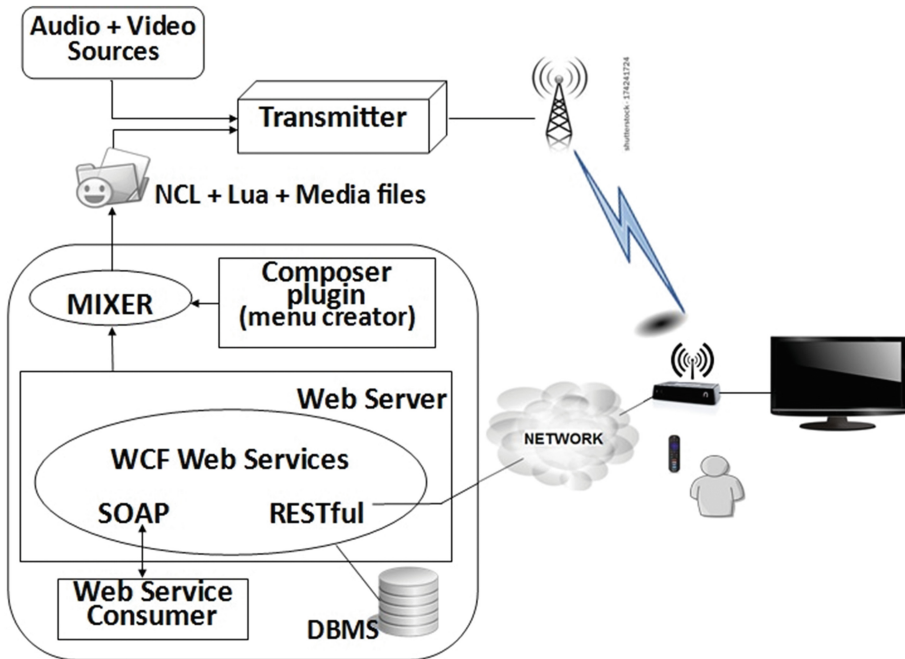 Audio + Video
Sources
Transmitter
shutterstock · 174241724
NCL + Lua + Media files
Composer
plugin
(menu creator)
MIXER
Web Server
WCF Web Services
SOAP
RESTful
NETWORK
Web Service
Consumer
DBMS